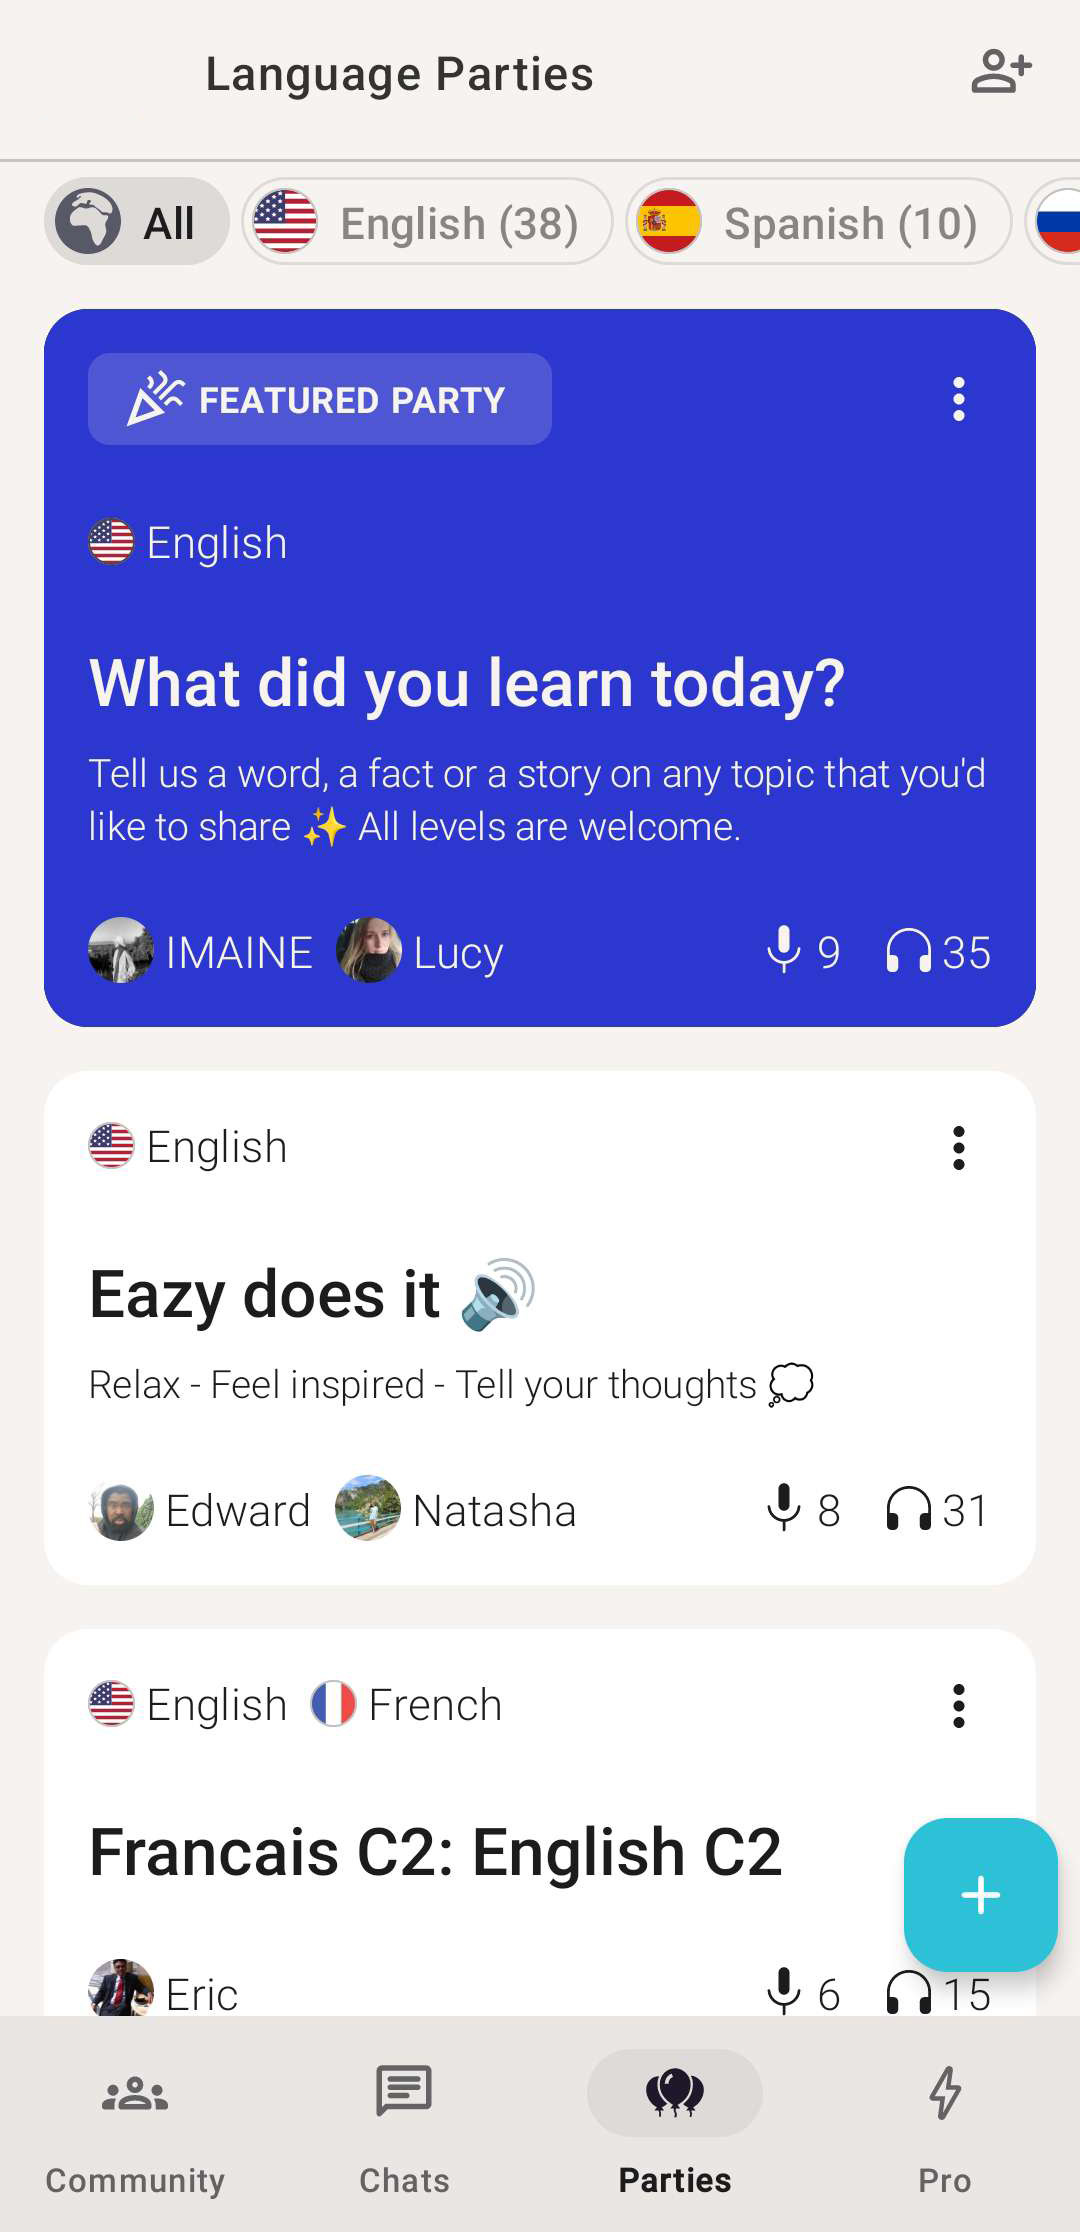 Language Parties
All
English (38)
Spanish (10)
FEATURED PARTY
English
What did you learn today?
Tell us a word, a fact or a story on any topic that you'd
like to share ✨ All levels are welcome.
IMAINE Lucy 9 35
English
Eazy does it 🔊
Relax - Feel inspired - Tell your thoughts 💭
Edward Natasha 8 31
English French
Francais C2: English C2
Eric 6 15
Community Chats Parties Pro